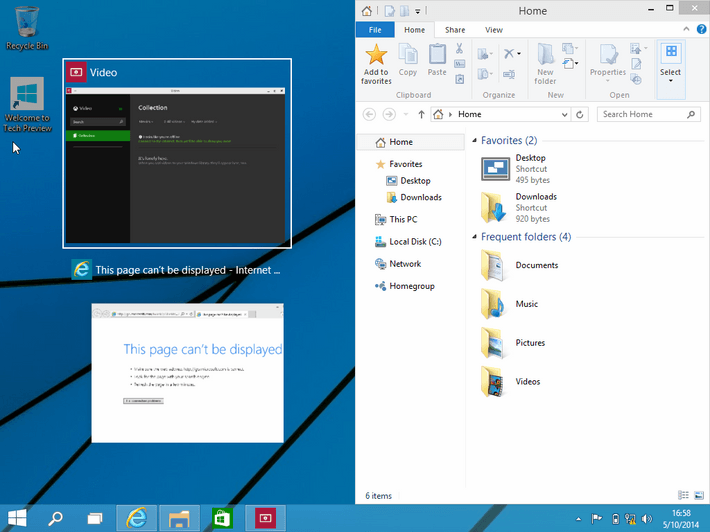 Recycle Bin
Welcome to
Tech Preview
Video
Video
Search
Collection
Collection
This page can't be displayed - Internet ...
This page can't be displayed
Home
File
Home
Share
View
Add to
favorites
Copy
Paste
Clipboard
Organize
New
folder
New
Properties
Open
Select
Home
Search Home
Home
Favorites
Desktop
Downloads
This PC
Local Disk (C:)
Network
Homegroup
Favorites (2)
Desktop
Shortcut
495 bytes
Downloads
Shortcut
920 bytes
Frequent folders (4)
Documents
Music
Pictures
Videos
6 items
16:58
5/10/2014